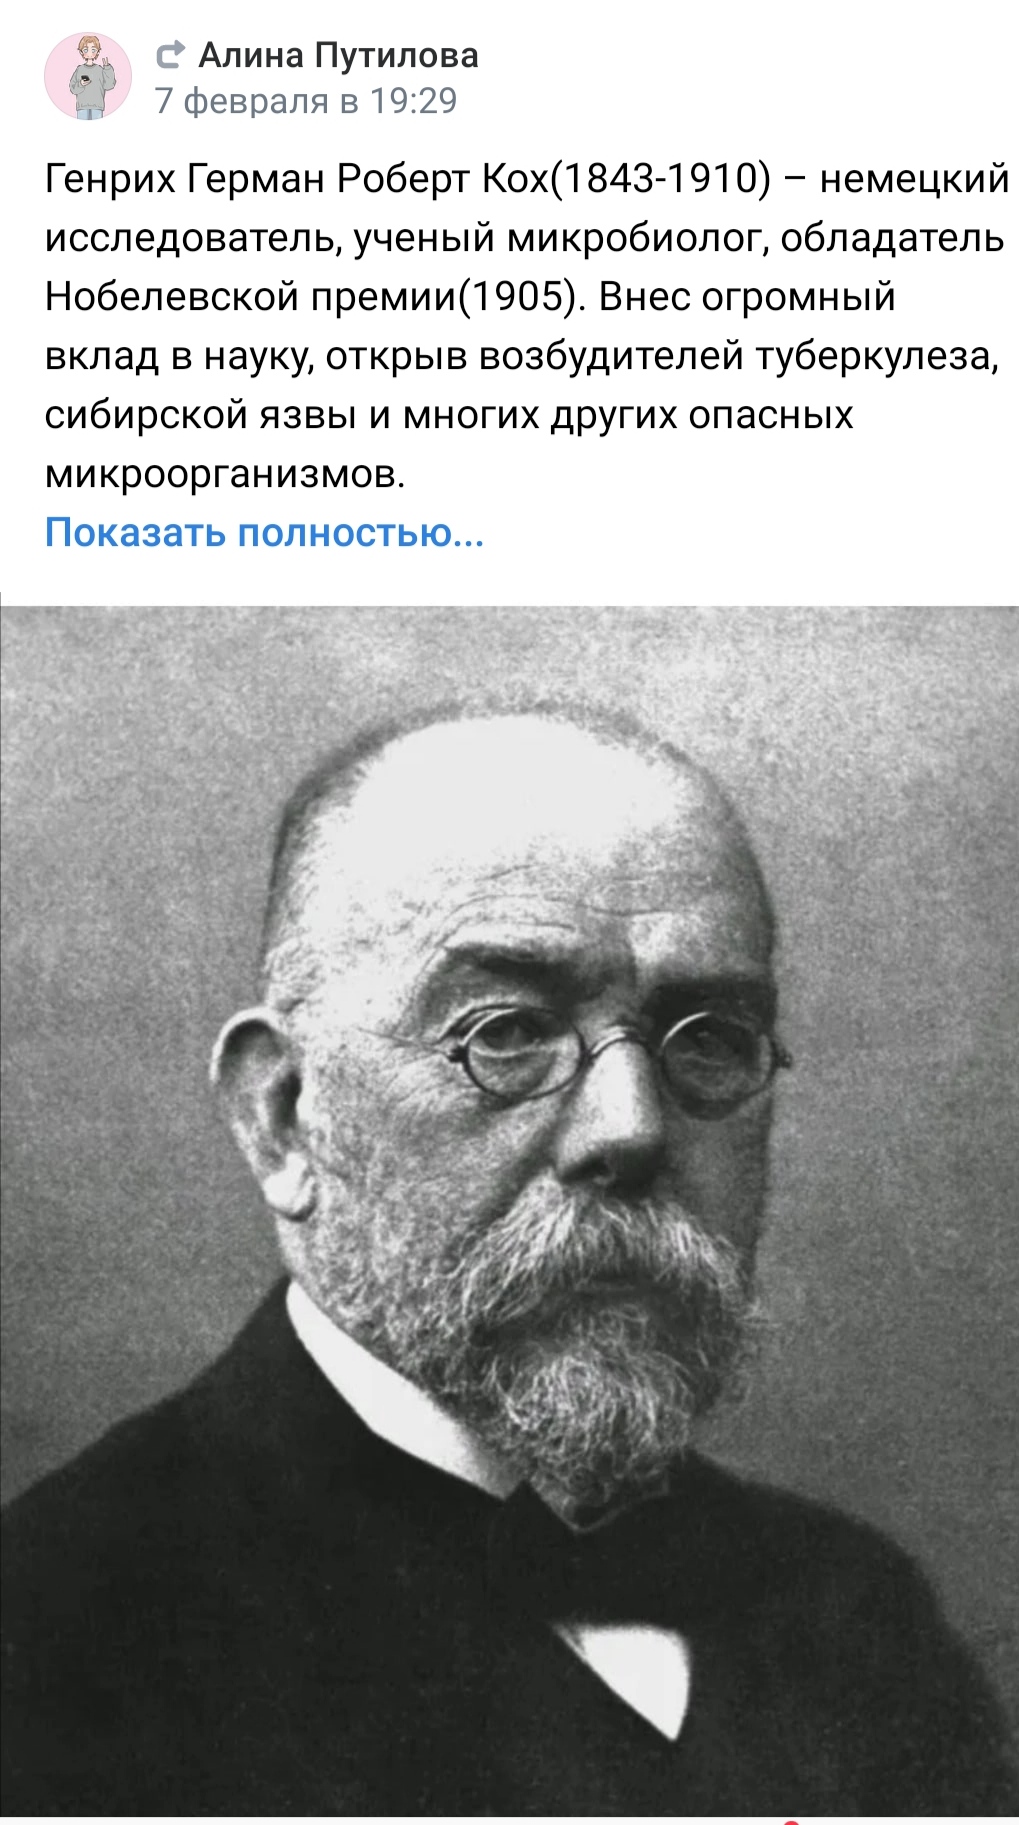 Алина Путилова
7 февраля в 19:29
Генрих Герман Роберт Кох(1843-1910) – немецкий
исследователь, ученый микробиолог, обладатель
Нобелевской премии(1905). Внес огромный
вклад в науку, открыв возбудителей туберкулеза,
сибирской язвы и многих других опасных
микроорганизмов.
Показать полностью...